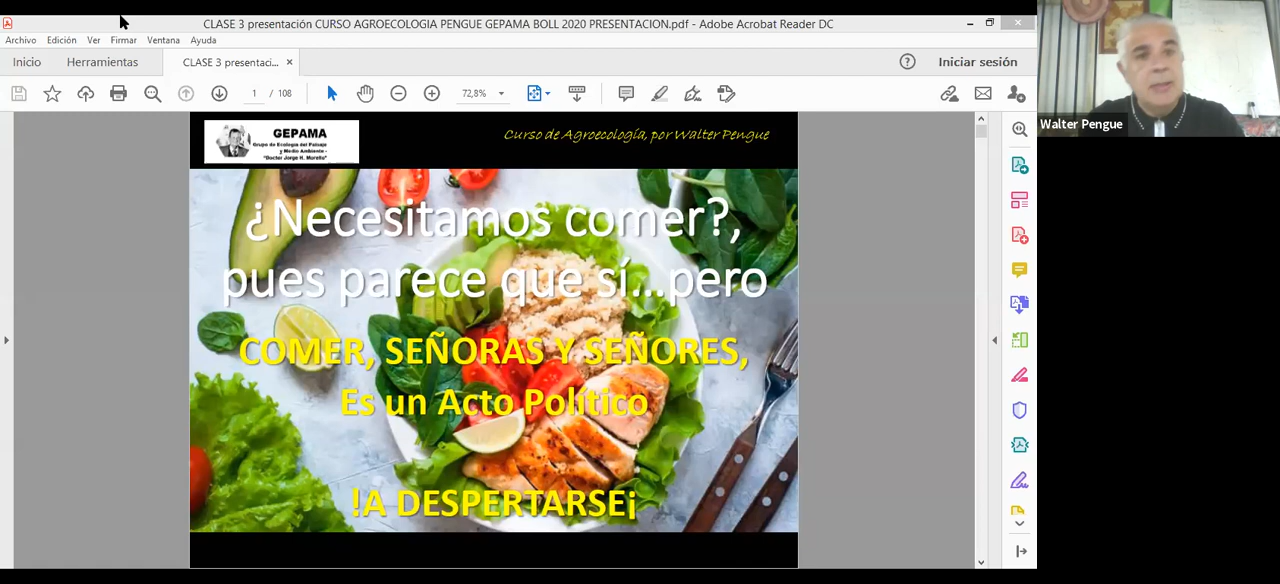 CLASE 3 presentación CURSO AGROECOLOGIA PENGUE GEPAMA BOLL 2020 PRESENTACION.pdf - Adobe Acrobat Reader DC
Archivo Edición Ver Firmar Ventana Ayuda
Inicio Herramientas CLASE 3 presentaci... × Iniciar sesión
1 / 108 72,8%
Walter Pengue
GEPAMA
Grupo de Ecología del Paisaje
y Medio Ambiente -
"Doctor Jorge H. Morello"
Curso de Agroecología, por Walter Pengue
¿Necesitamos comer?,
pues parece que sí...pero
COMER, SEÑORAS Y SEÑORES,
Es un Acto Político
!A DESPERTARSE¡